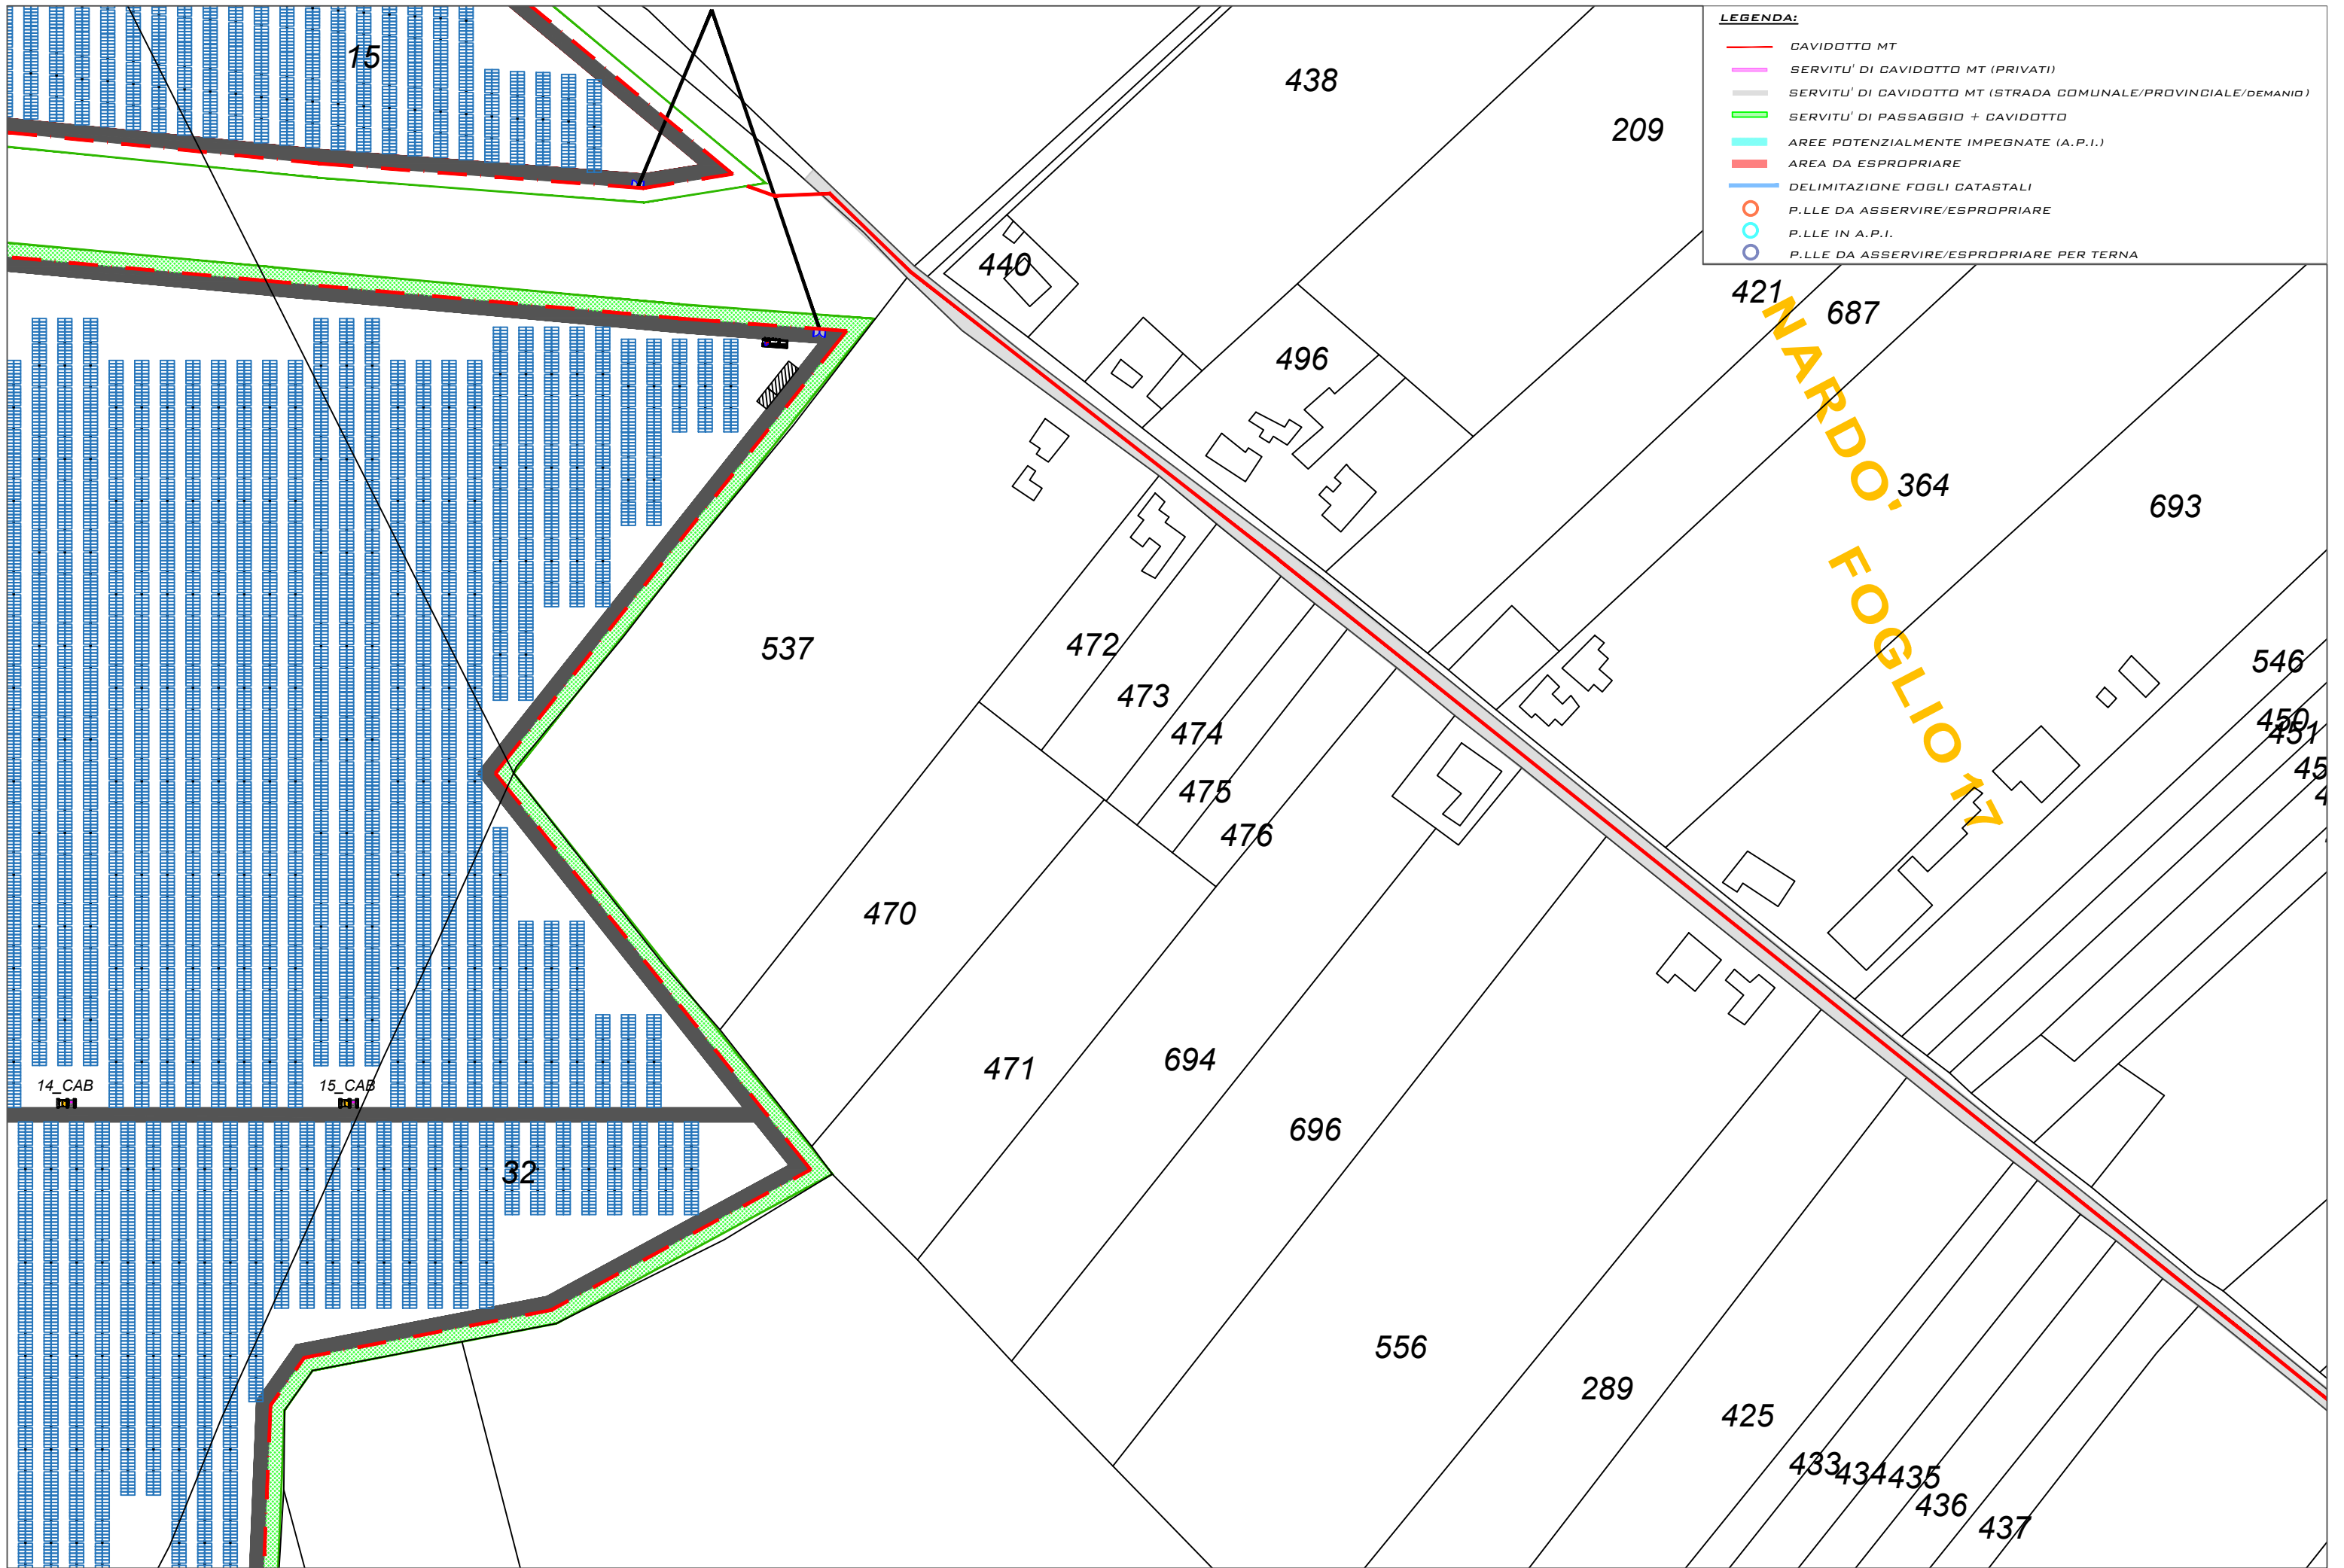 LEGENDA:
CAVIDOTTO MT
SERVITU' DI CAVIDOTTO MT (PRIVATI)
SERVITU' DI CAVIDOTTO MT (STRADA COMUNALE/PROVINCIALE/DEMANIO)
SERVITU' DI PASSAGGIO + CAVIDOTTO
AREE POTENZIALMENTE IMPEGNATE (A.P.I.)
AREA DA ESPROPRIARE
DELIMITAZIONE FOGLI CATASTALI
P.LLE DA ASSERVIRE/ESPROPRIARE
P.LLE IN A.P.I.
P.LLE DA ASSERVIRE/ESPROPRIARE PER TERNA
15
438
209
440
421
687
496
NARDO' FOGLIO 17
364
693
537
472
546
473
450
451
474
475
476
470
471
694
14_CAB
15_CAB
696
32
556
289
425
433
434
435
436
437